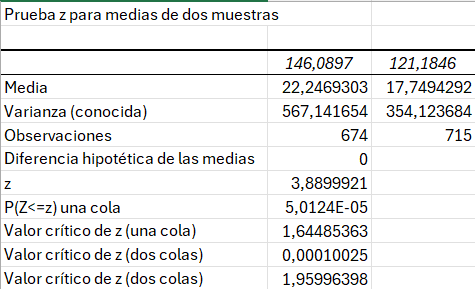 Prueba z para medias de dos muestras
146,0897 121,1846
Media 22,2469303 17,7494292
Varianza (conocida) 567,141654 354,123684
Observaciones 674 715
Diferencia hipotética de las medias 0
z 3,8899921
P(Z<=z) una cola 5,0124E-05
Valor crítico de z (una cola) 1,64485363
Valor crítico de z (dos colas) 0,00010025
Valor crítico de z (dos colas) 1,95996398